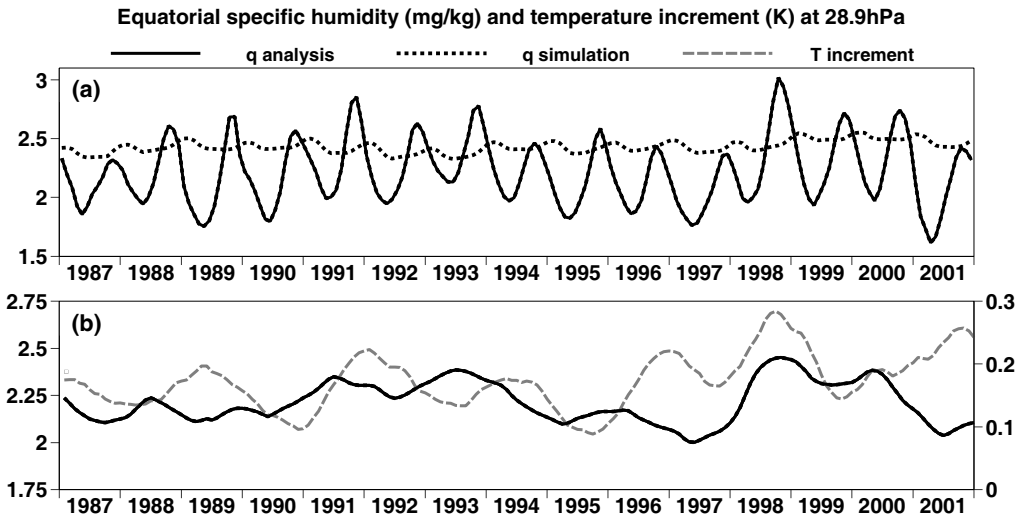 Equatorial specific humidity (mg/kg) and temperature increment (K) at 28.9hPa
q analysis q simulation T increment
(a)
3
2.5
2
1.5
1987 1988 1989 1990 1991 1992 1993 1994 1995 1996 1997 1998 1999 2000 2001
(b)
2.75 0.3
2.5 0.2
2.25
2 0.1
1.75 0
1987 1988 1989 1990 1991 1992 1993 1994 1995 1996 1997 1998 1999 2000 2001